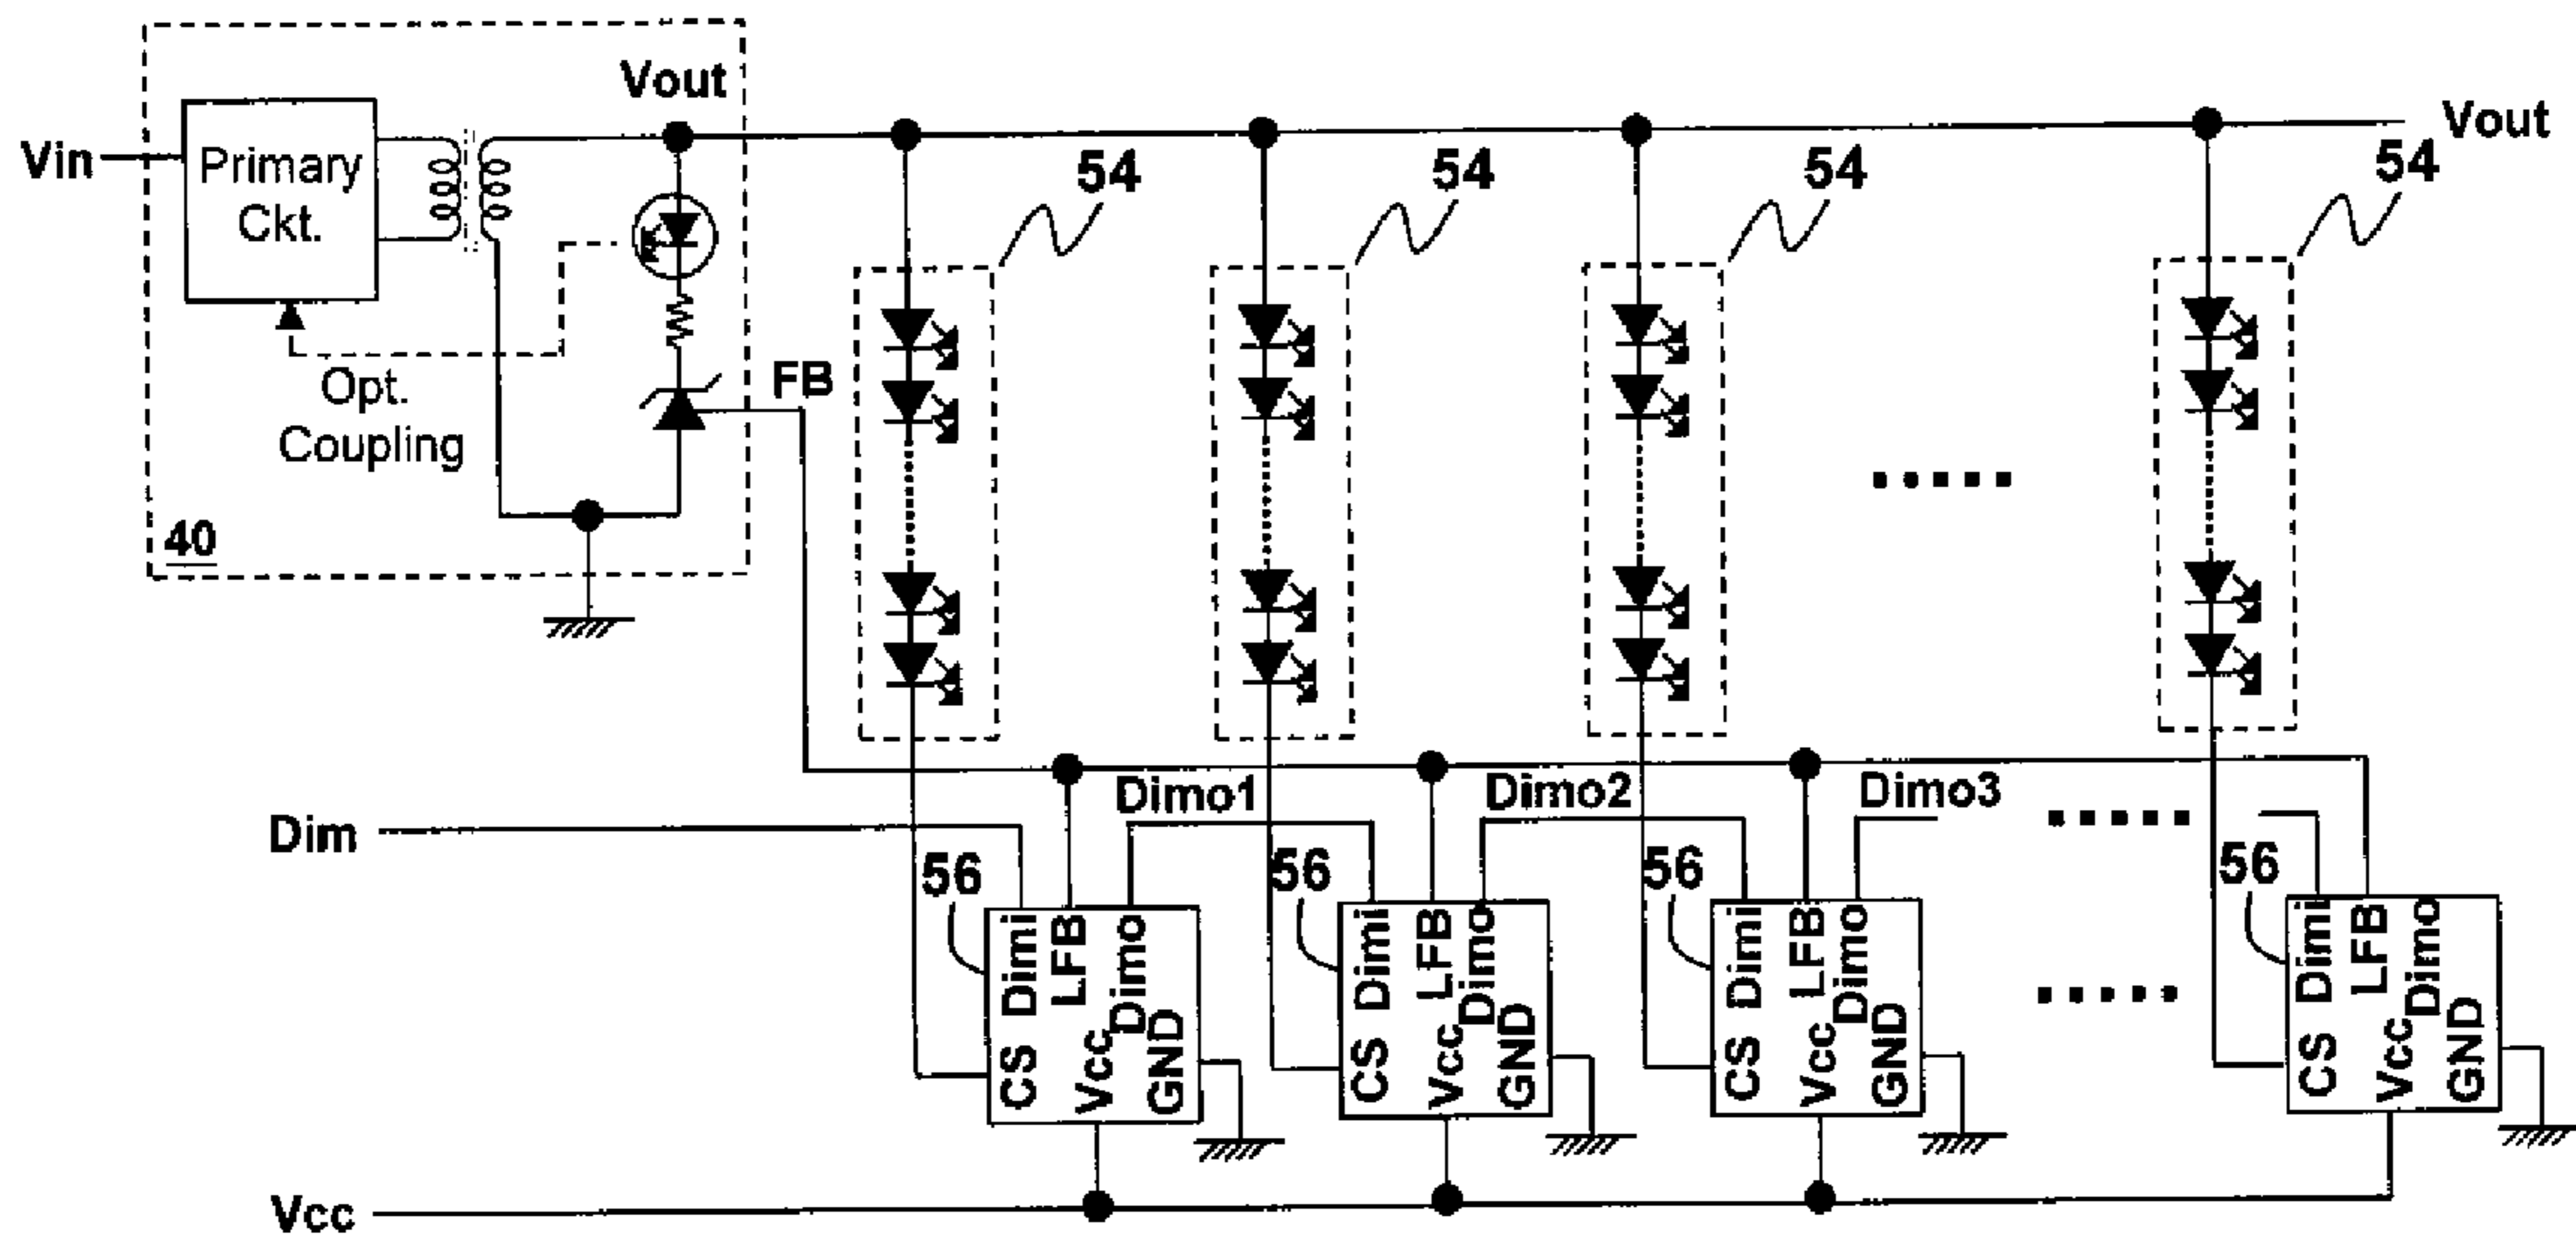 Vout
Vin
Primary
Ckt.
Vout
54
54
54
54
FB
Opt.
Coupling
40
Dimo1
Dimo2
Dimo3
Dim
56
56
56
56
Dimi
LFB
Dimo
CS
Vcc
GND
Dimi
LFB
Dimo
CS
Vcc
GND
Dimi
LFB
Dimo
CS
Vcc
GND
Dimi
LFB
Dimo
CS
Vcc
GND
Vcc